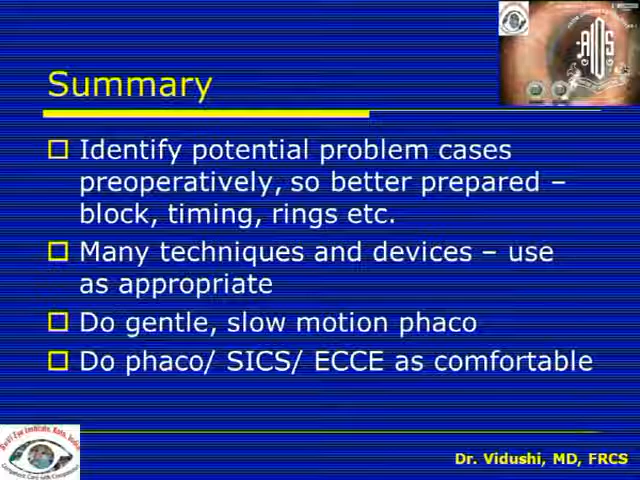 Summary
Identify potential problem cases
preoperatively, so better prepared –
block, timing, rings etc.
Many techniques and devices – use
as appropriate
Do gentle, slow motion phaco
Do phaco/ SICS/ ECCE as comfortable
AIOS
Dr. Vidushi, MD, FRCS